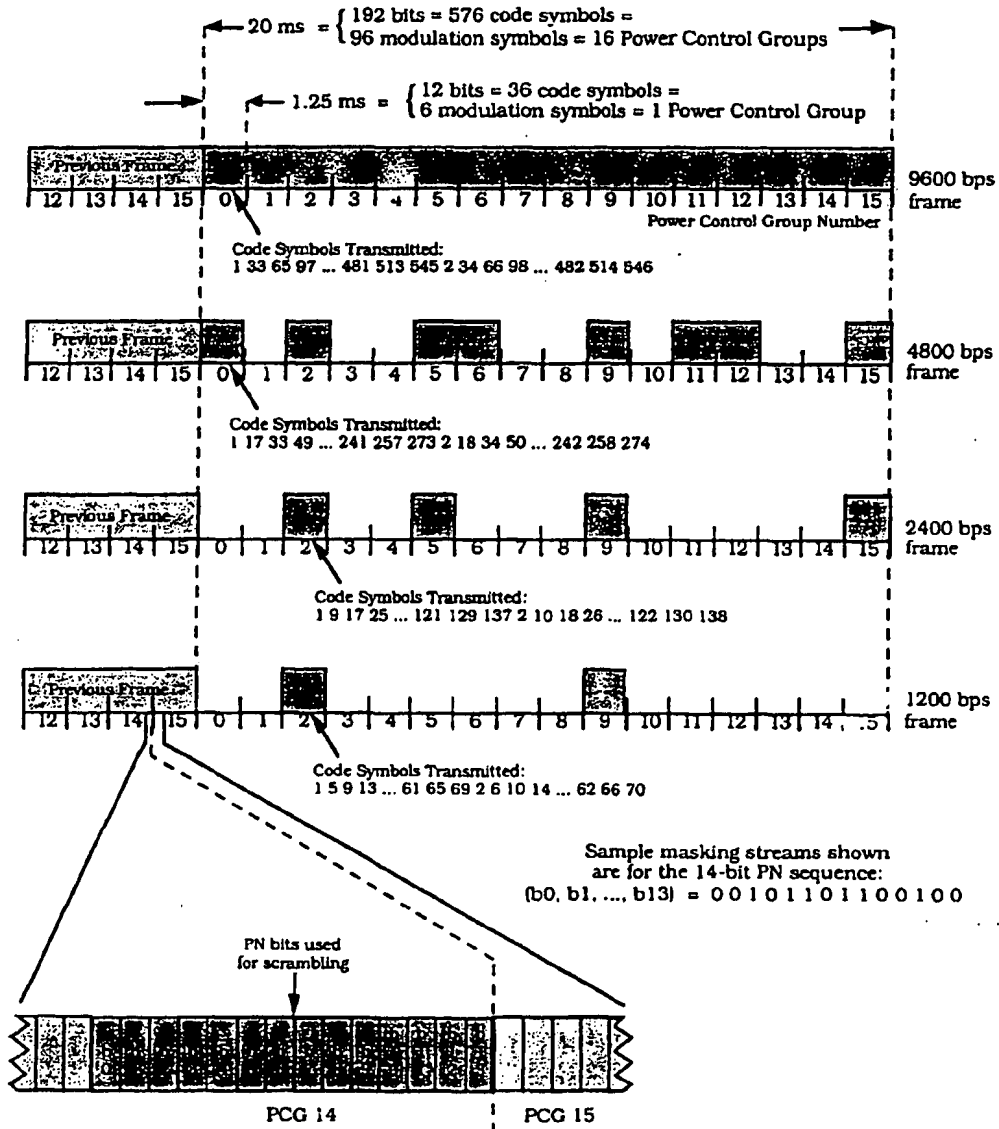 20 ms = { 192 bits = 576 code symbols =
96 modulation symbols = 16 Power Control Groups
1.25 ms = { 12 bits = 36 code symbols =
6 modulation symbols = 1 Power Control Group
Previous Frame
12 13 14 15 0 1 2 3 4 5 6 7 8 9 10 11 12 13 14 15
9600 bps
frame
Power Control Group Number
Code Symbols Transmitted:
1 33 65 97 ... 481 513 545 2 34 66 98 ... 482 514 546
Previous Frame
12 13 14 15 0 1 2 3 4 5 6 7 8 9 10 11 12 13 14 15
4800 bps
frame
Code Symbols Transmitted:
1 17 33 49 ... 241 257 273 2 18 34 50 ... 242 258 274
Previous Frame
12 13 14 15 0 1 2 3 4 5 6 7 8 9 10 11 12 13 14 15
2400 bps
frame
Code Symbols Transmitted:
1 9 17 25 ... 121 129 137 2 10 18 26 ... 122 130 138
Previous Frame
12 13 14 15 0 1 2 3 4 5 6 7 8 9 10 11 12 13 14 .5
1200 bps
frame
Code Symbols Transmitted:
1 5 9 13 ... 61 65 69 2 6 10 14 ... 62 66 70
Sample masking streams shown
are for the 14-bit PN sequence:
(b0, b1, ..., b13) = 0 0 1 0 1 1 0 1 1 0 0 1 0 0
PN bits used
for scrambling
PCG 14 PCG 15